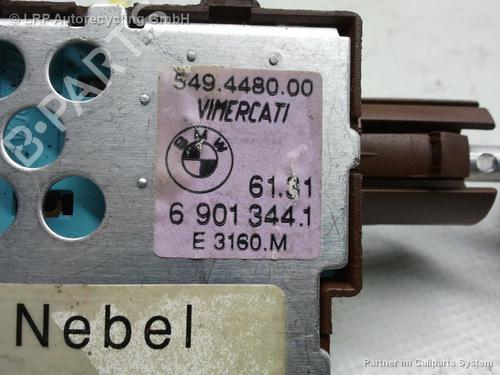 © LRP Autorecycling GmbH
B-PARTS
549.4480.00
VIMERCATI
BMW
61.31
6 901 344.1
E 3160.M
Nebel
Partner im Callparts System